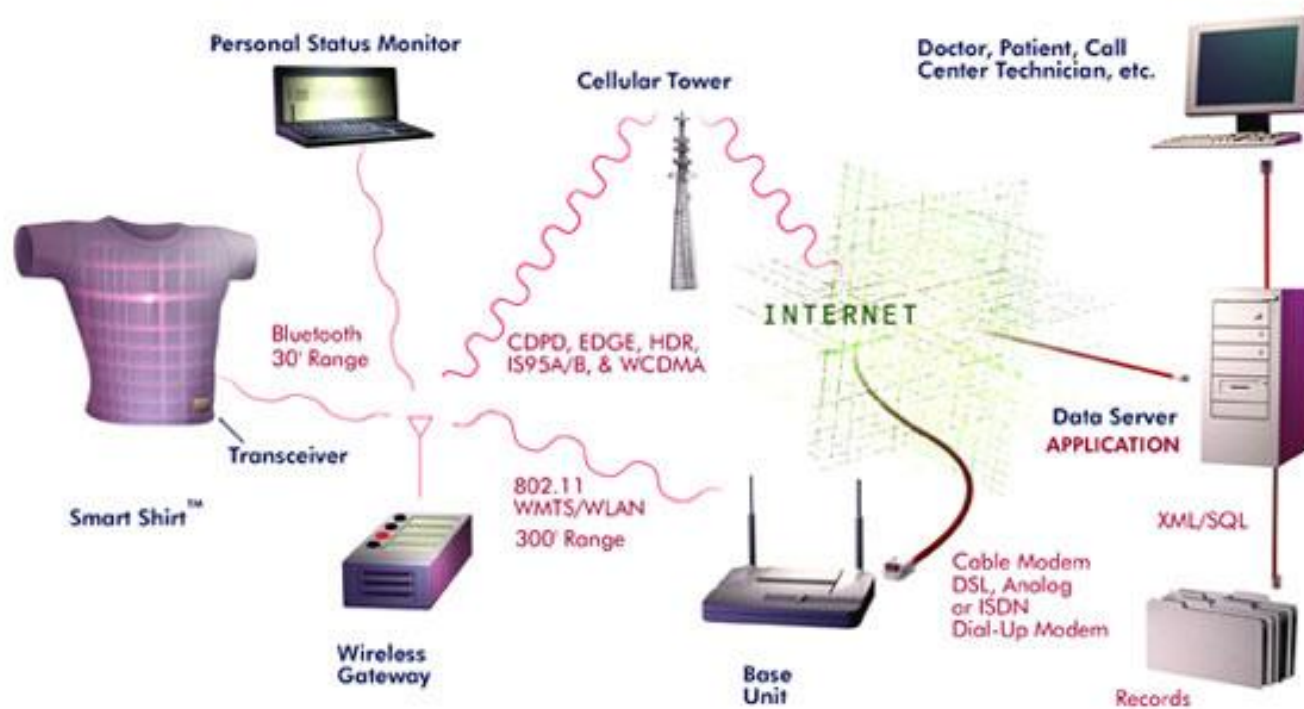 Personal Status Monitor
Cellular Tower
Doctor, Patient, Call
Center Technician, etc.
INTERNET
Bluetooth
30' Range
CDPD, EDGE, HDR,
IS95A/B, & WCDMA
Transceiver
Smart Shirt™
802.11
WMTS/WLAN
300' Range
Data Server
APPLICATION
XML/SQL
Cable Modem
DSL, Analog
or ISDN
Dial-Up Modem
Wireless
Gateway
Base
Unit
Records